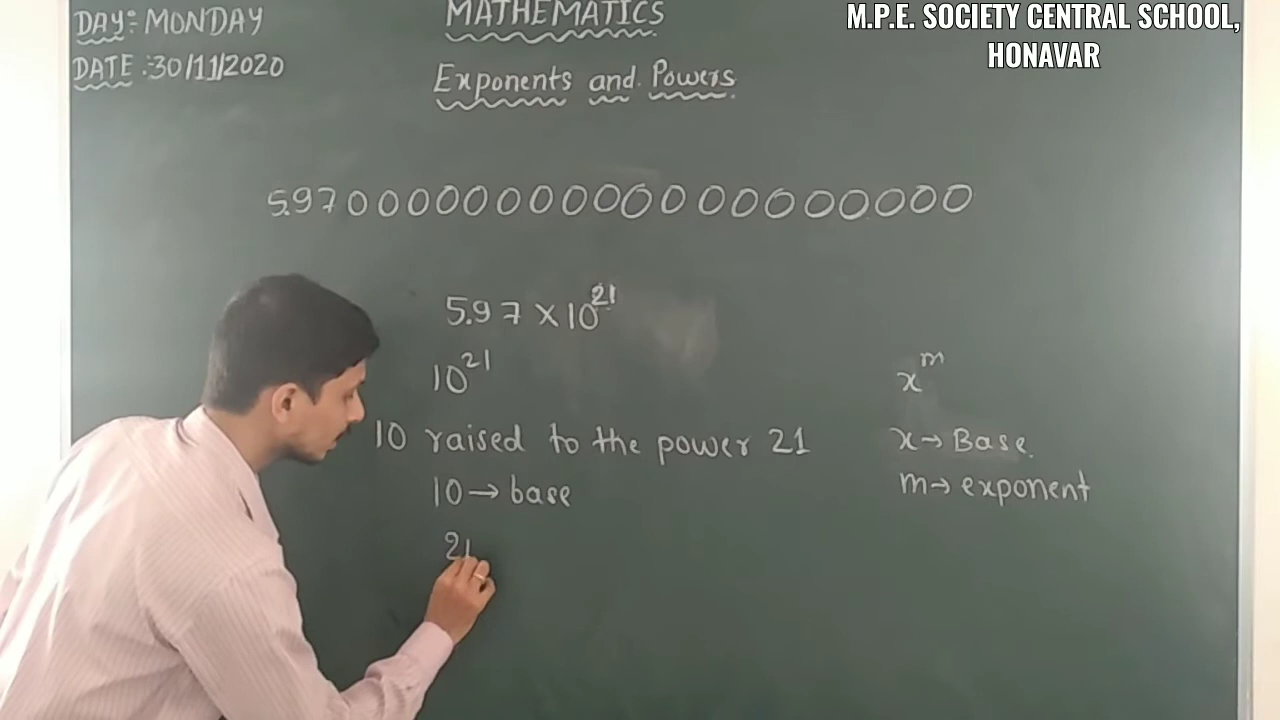 DAY:- MONDAY
DATE :-30/11/2020
MATHEMATICS
Exponents and Powers
M.P.E. SOCIETY CENTRAL SCHOOL,
HONAVAR
5.970000000000000000000
5.97 × 10²¹
10²¹
10 raised to the power 21
10 → base
21
xᵐ
x → Base.
m → exponent